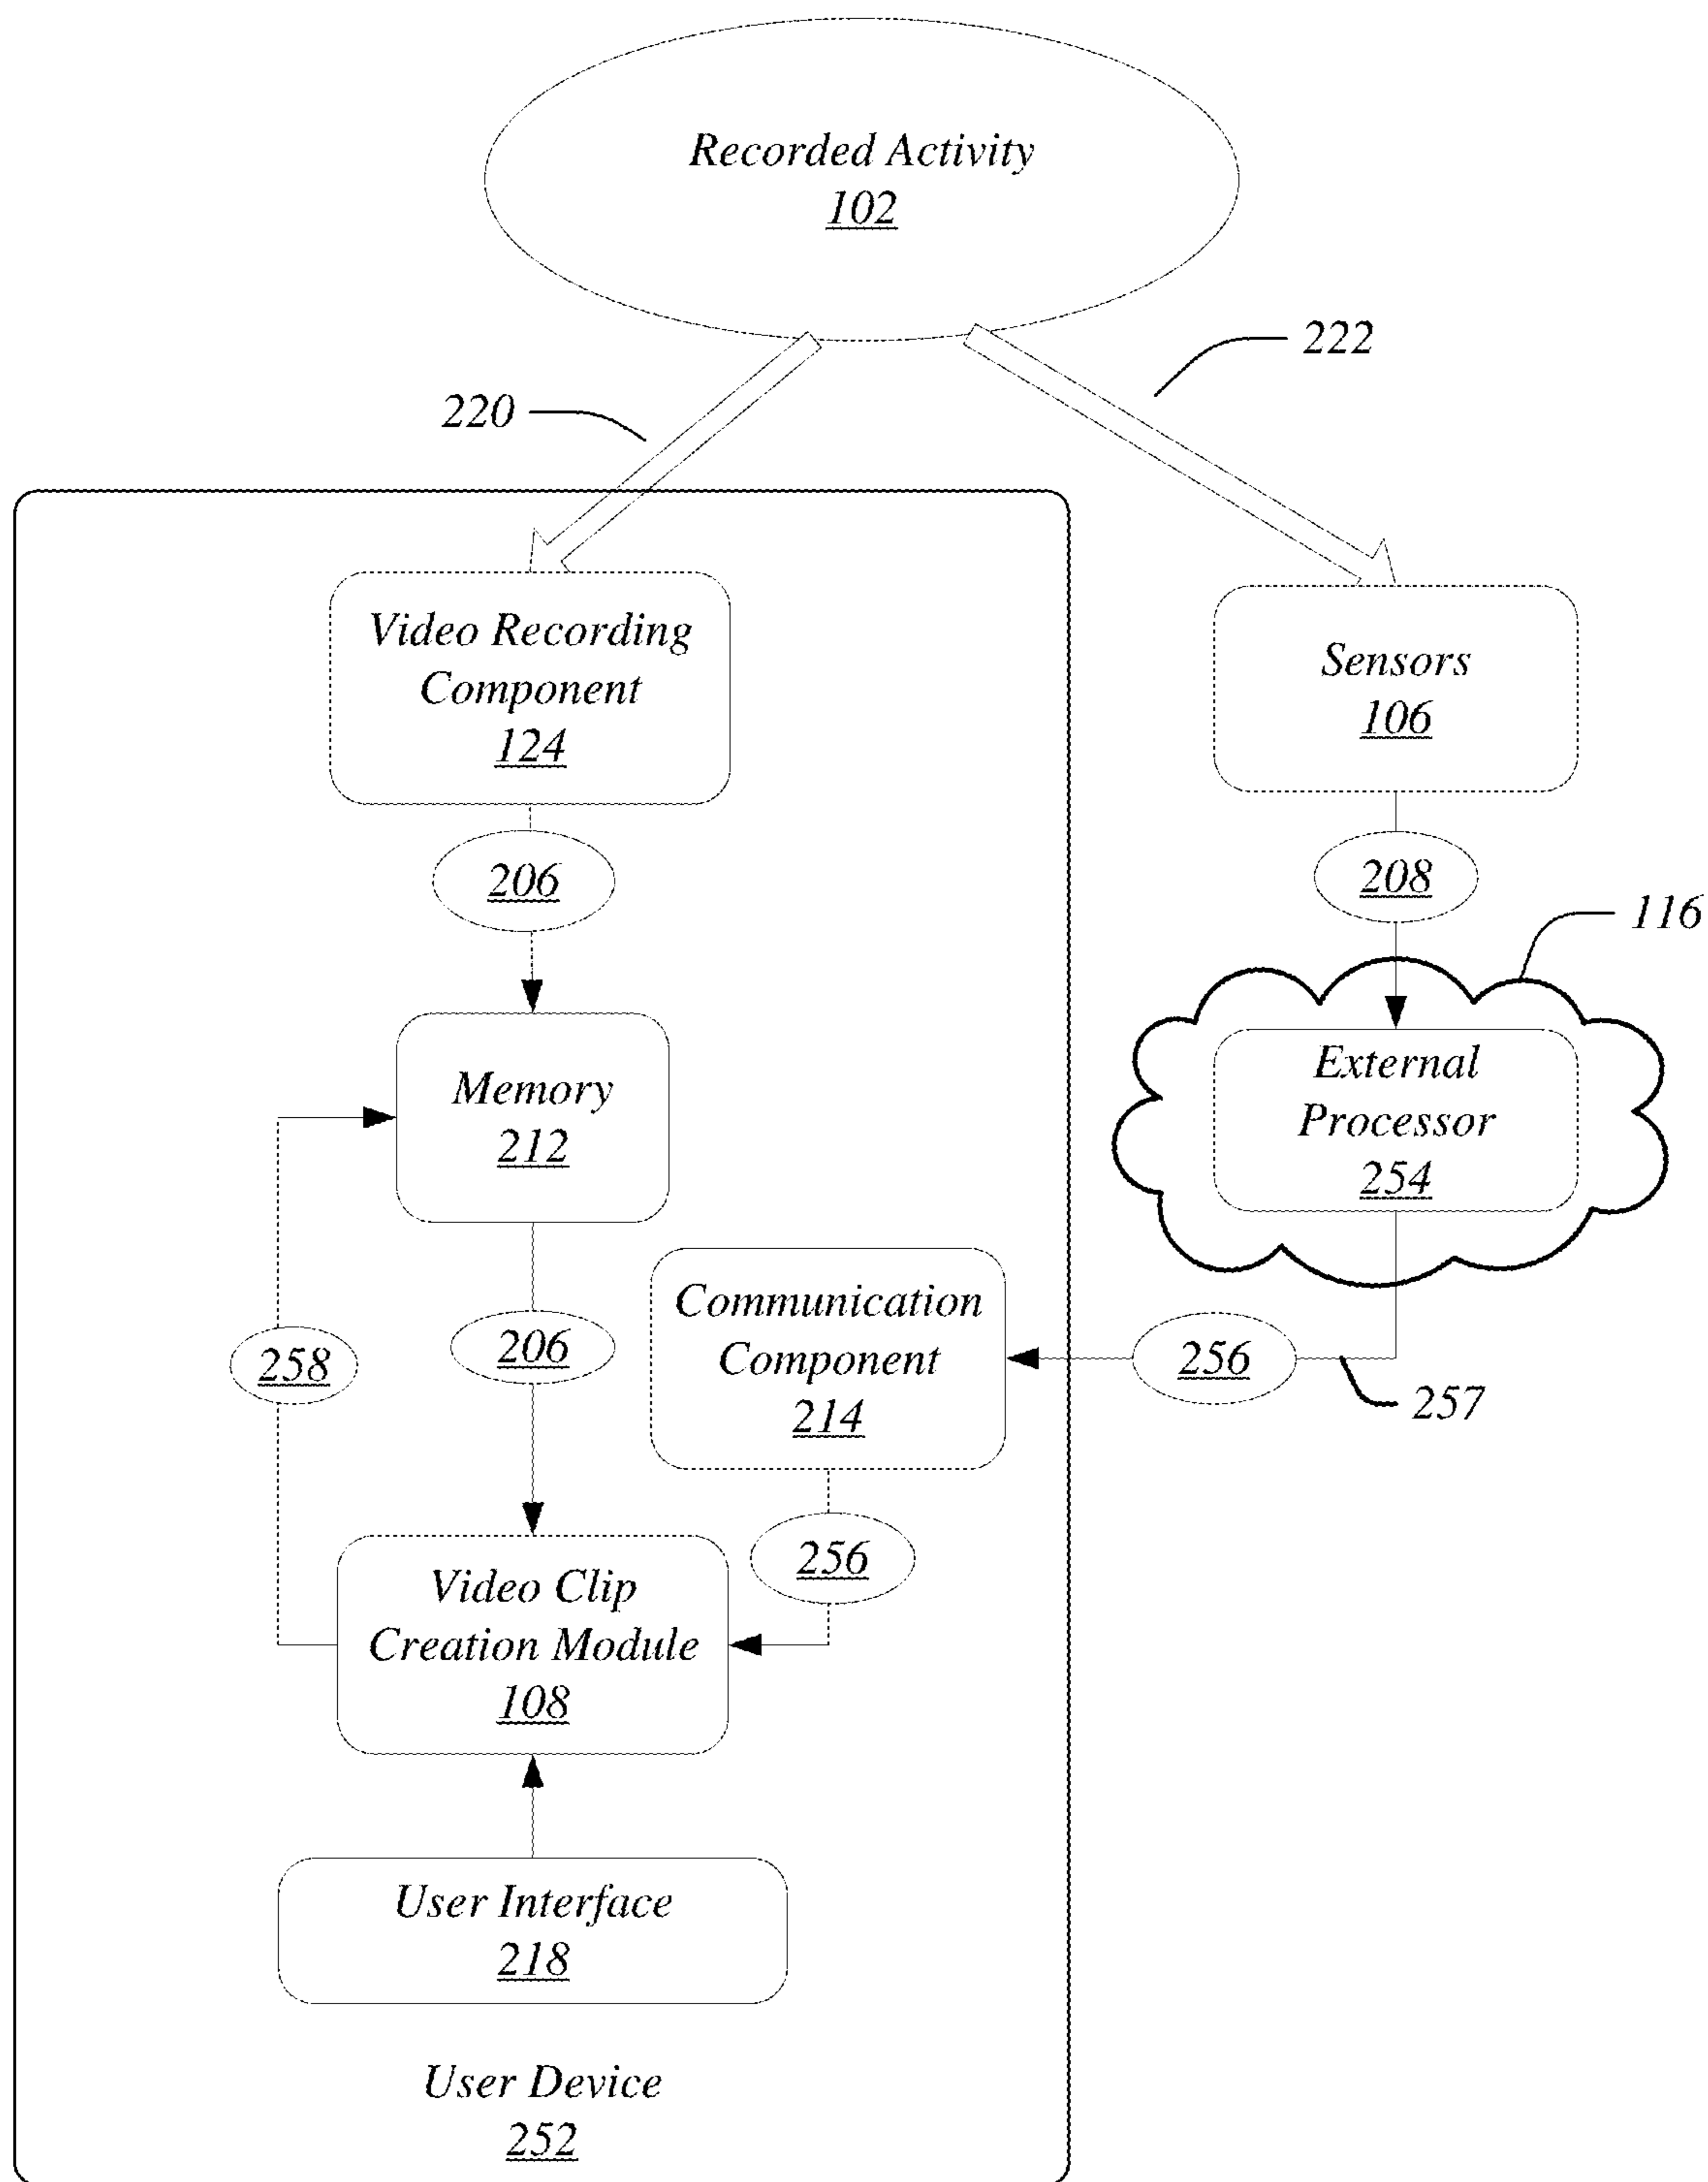 Recorded Activity
102
222
220
Video Recording
Component
124
Sensors
106
206
208
116
Memory
212
External
Processor
254
Communication
Component
214
258
206
256
257
256
Video Clip
Creation Module
108
User Interface
218
User Device
252